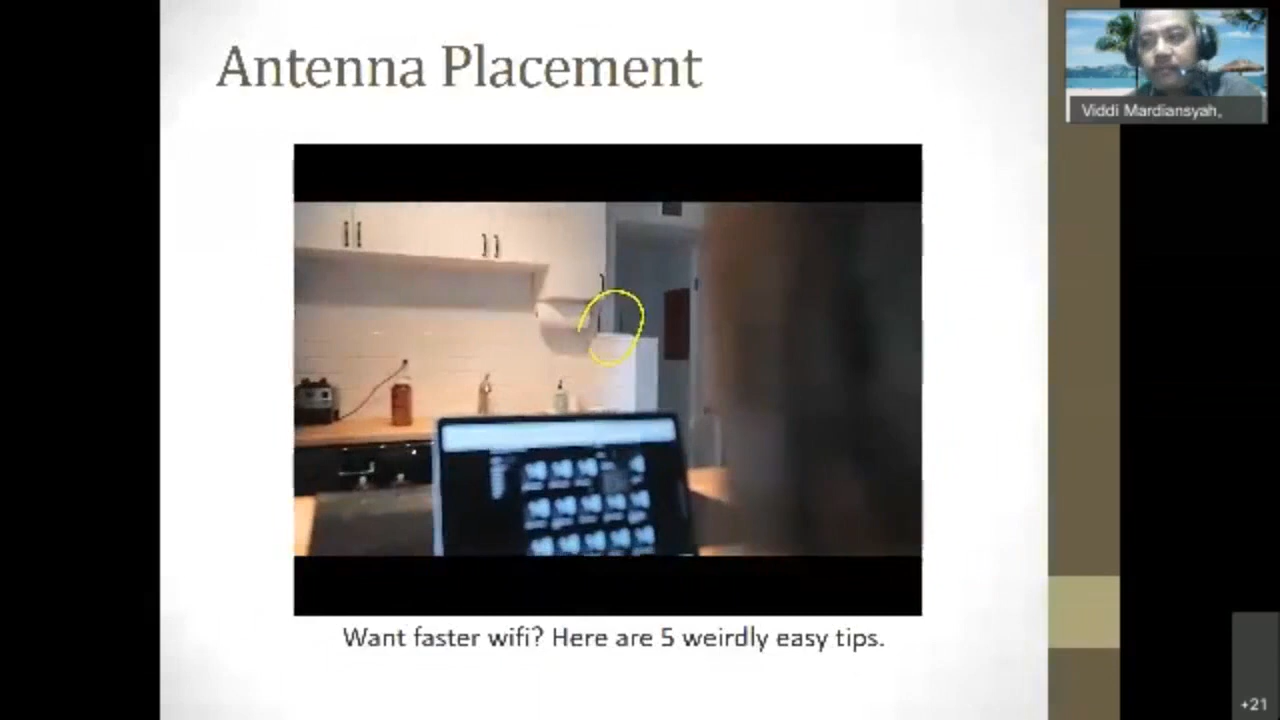 Antenna Placement
Viddi Mardiansyah,
Want faster wifi? Here are 5 weirdly easy tips.
+21